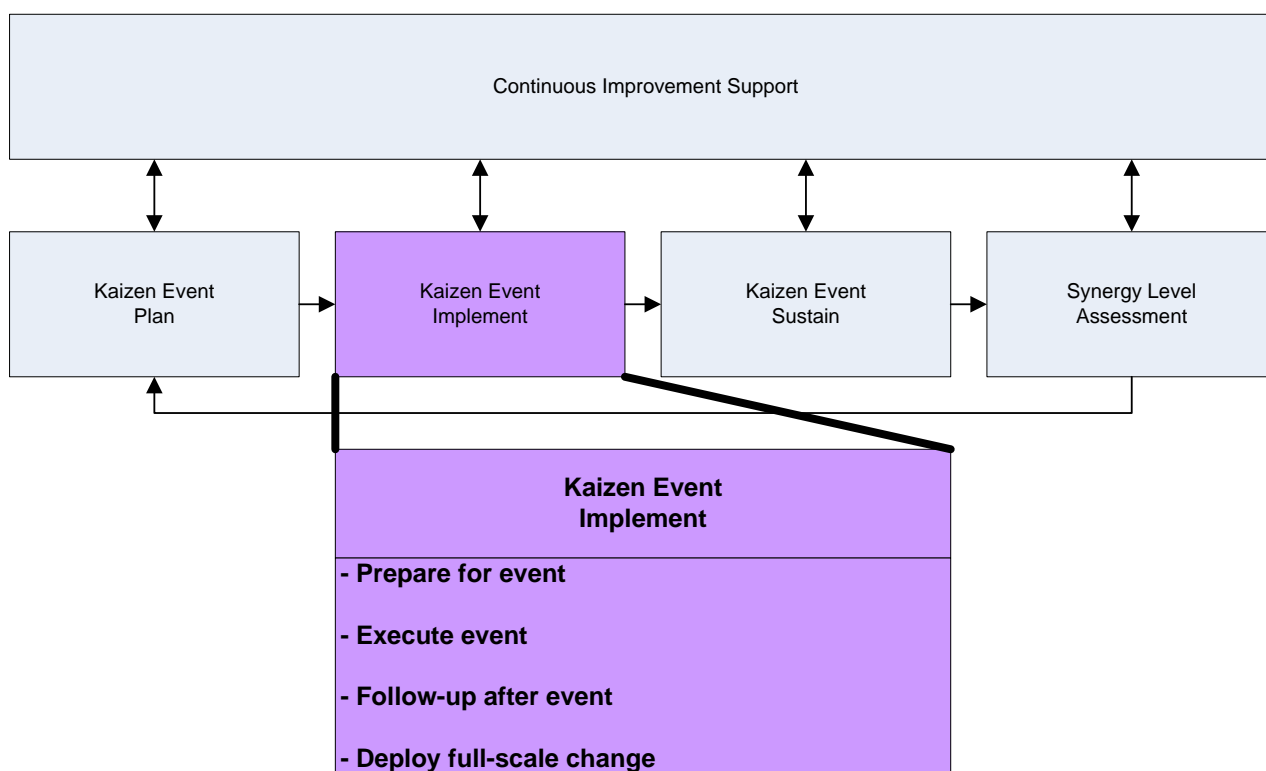 Continuous Improvement Support
Kaizen Event
Plan
Kaizen Event
Implement
Kaizen Event
Sustain
Synergy Level
Assessment
Kaizen Event
Implement
- Prepare for event
- Execute event
- Follow-up after event
- Deploy full-scale change